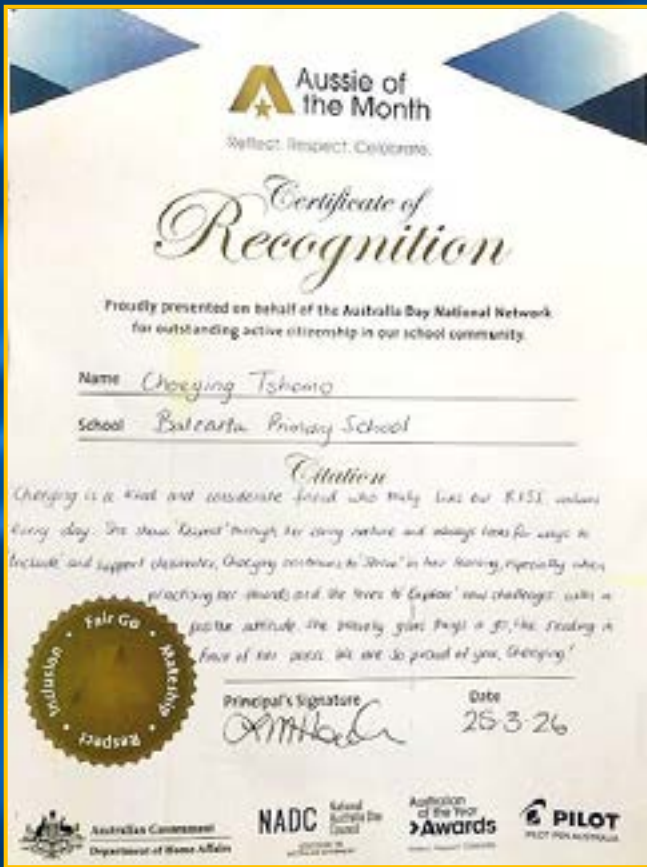 Aussie of
the Month
Reflect. Respect. Celebrate.
Certificate of
Recognition
Proudly presented on behalf of the Australia Day National Network
for outstanding active citizenship in our school community.
Name Choeying Tshomo
School Balcatta Primary School
Citation
Choeying is a kind and considerate friend who truly lives our values
every day. She shows 'Respect' through her caring nature and always looks for ways to
'Include' and support classmates. Choeying continues to 'Strive' in her learning, especially when
practising her sounds and she loves to 'Explore' new challenges with a
positive attitude. She bravely gives things a go, like reading in
front of her peers. We are so proud of you, Choeying!
Fair Go
Mateship
Respect
Inclusion
Principal's Signature
Date
25-3-26
Australian Government
Department of Home Affairs
NADC
National
Australia Day
Council
Australian
of the Year
Awards
PILOT
PILOT PEN AUSTRALIA